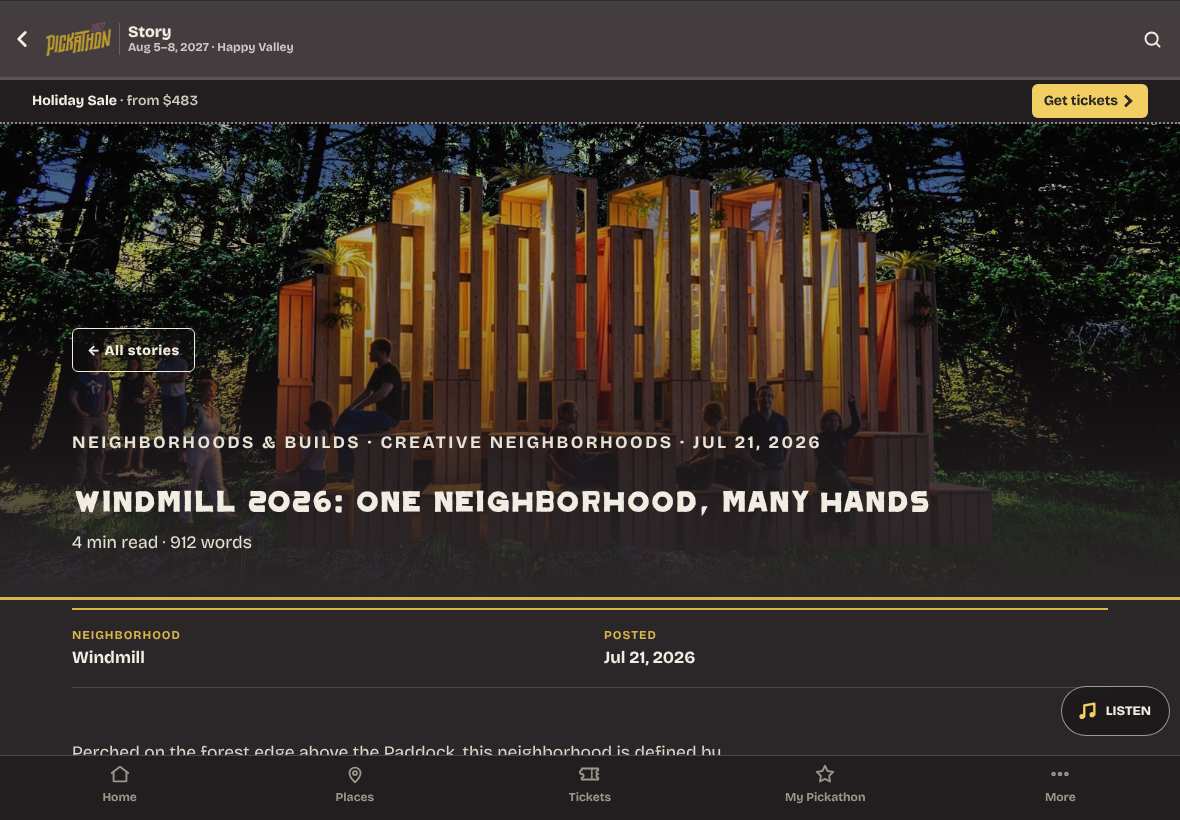 PICKATHON
Story
Aug 5–8, 2027 · Happy Valley
Holiday Sale · from $483
Get tickets
← All stories
NEIGHBORHOODS & BUILDS · CREATIVE NEIGHBORHOODS · JUL 21, 2026
WINDMILL 2026: ONE NEIGHBORHOOD, MANY HANDS
4 min read · 912 words
NEIGHBORHOOD
Windmill
POSTED
Jul 21, 2026
LISTEN
Perched on the forest edge above the Paddock, this neighborhood is defined by
Home
Places
Tickets
My Pickathon
More